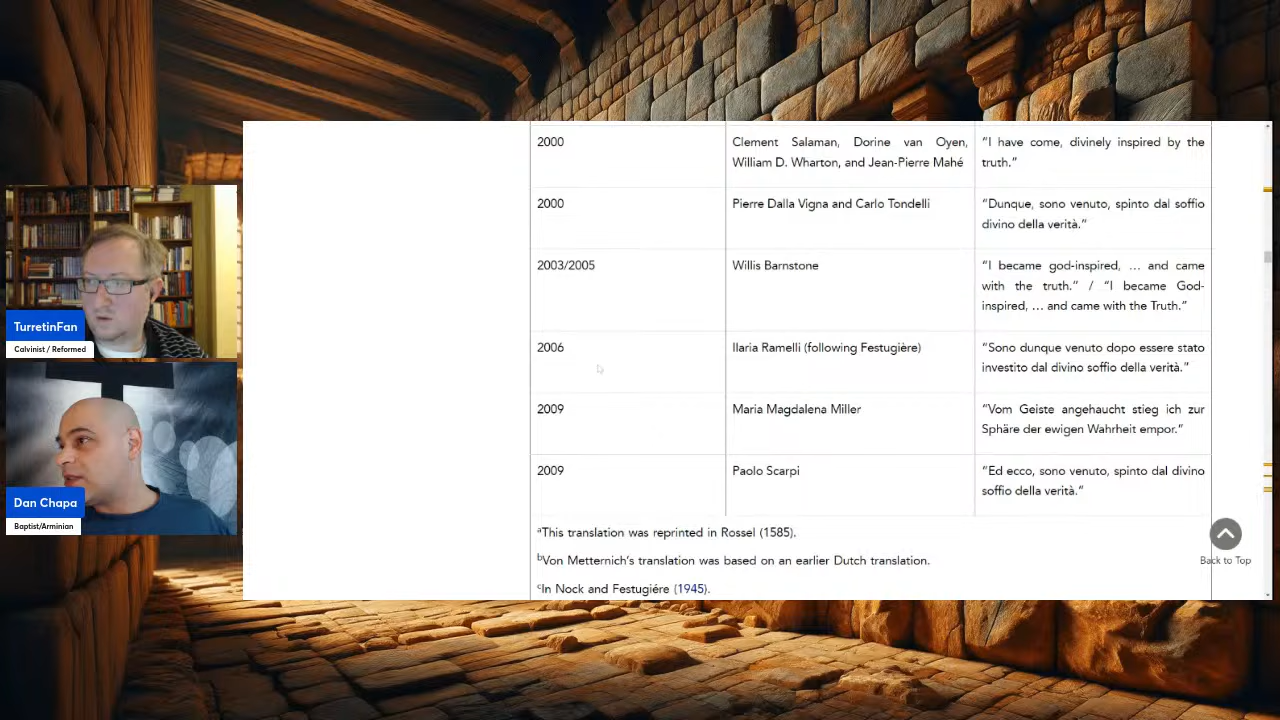 2000
Clement Salaman, Dorine van Oyen,
William D. Wharton, and Jean-Pierre Mahé
“I have come, divinely inspired by the
truth.”
2000
Pierre Dalla Vigna and Carlo Tondelli
“Dunque, sono venuto, spinto dal soffio
divino della verità.”
2003/2005
Willis Barnstone
“I became god-inspired, … and came
with the truth.” / “I became God-
inspired, … and came with the Truth.”
2006
Ilaria Ramelli (following Festugière)
“Sono dunque venuto dopo essere stato
investito dal divino soffio della verità.”
2009
Maria Magdalena Miller
“Vom Geiste angehaucht stieg ich zur
Sphäre der ewigen Wahrheit empor.”
2009
Paolo Scarpi
“Ed ecco, sono venuto, spinto dal divino
soffio della verità.”
aThis translation was reprinted in Rossel (1585).
bVon Metternich’s translation was based on an earlier Dutch translation.
cIn Nock and Festugiére (1945).
Back to Top
TurretinFan
Calvinist / Reformed
Dan Chapa
Baptist/Arminian